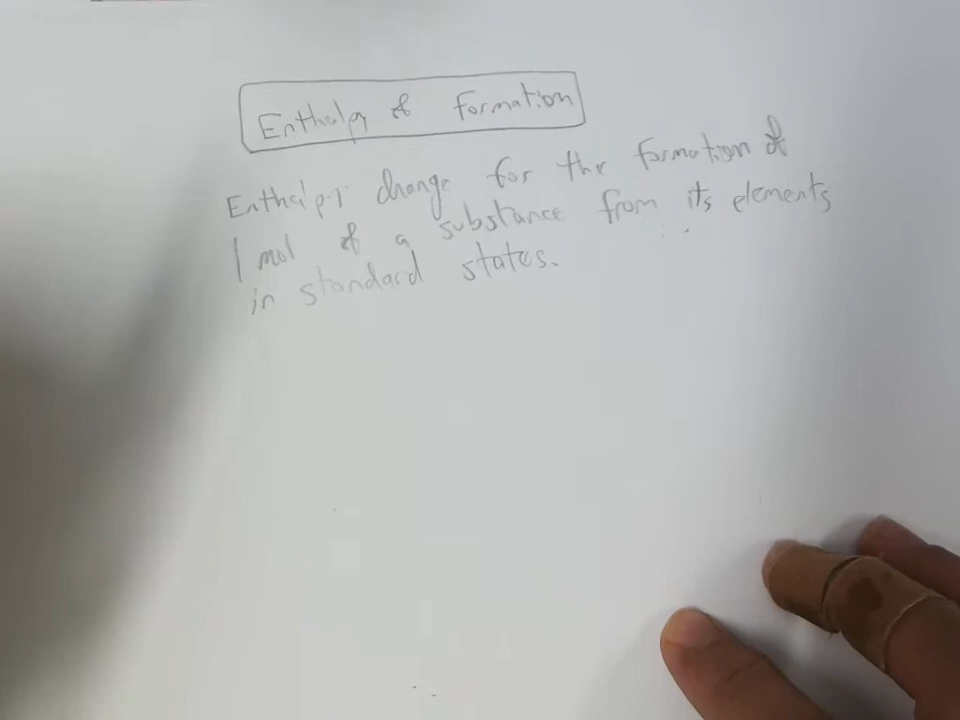 Enthalpy of formation
Enthalpy change for the formation of
1 mol of a substance from its elements
in standard states.